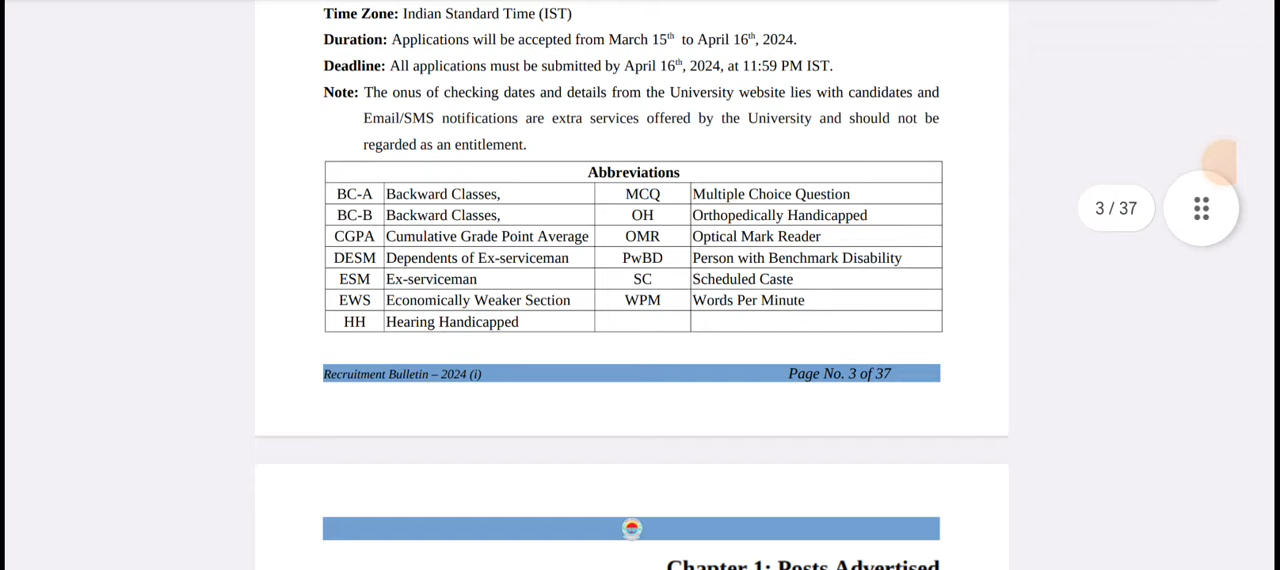 Time Zone: Indian Standard Time (IST)
Duration: Applications will be accepted from March 15th to April 16th, 2024.
Deadline: All applications must be submitted by April 16th, 2024, at 11:59 PM IST.
Note: The onus of checking dates and details from the University website lies with candidates and
Email/SMS notifications are extra services offered by the University and should not be
regarded as an entitlement.
Abbreviations
BC-A Backward Classes, MCQ Multiple Choice Question
BC-B Backward Classes, OH Orthopedically Handicapped
CGPA Cumulative Grade Point Average OMR Optical Mark Reader
DESM Dependents of Ex-serviceman PwBD Person with Benchmark Disability
ESM Ex-serviceman SC Scheduled Caste
EWS Economically Weaker Section WPM Words Per Minute
HH Hearing Handicapped
3 / 37
Recruitment Bulletin – 2024 (i) Page No. 3 of 37
Chapter 1: Posts Advertised